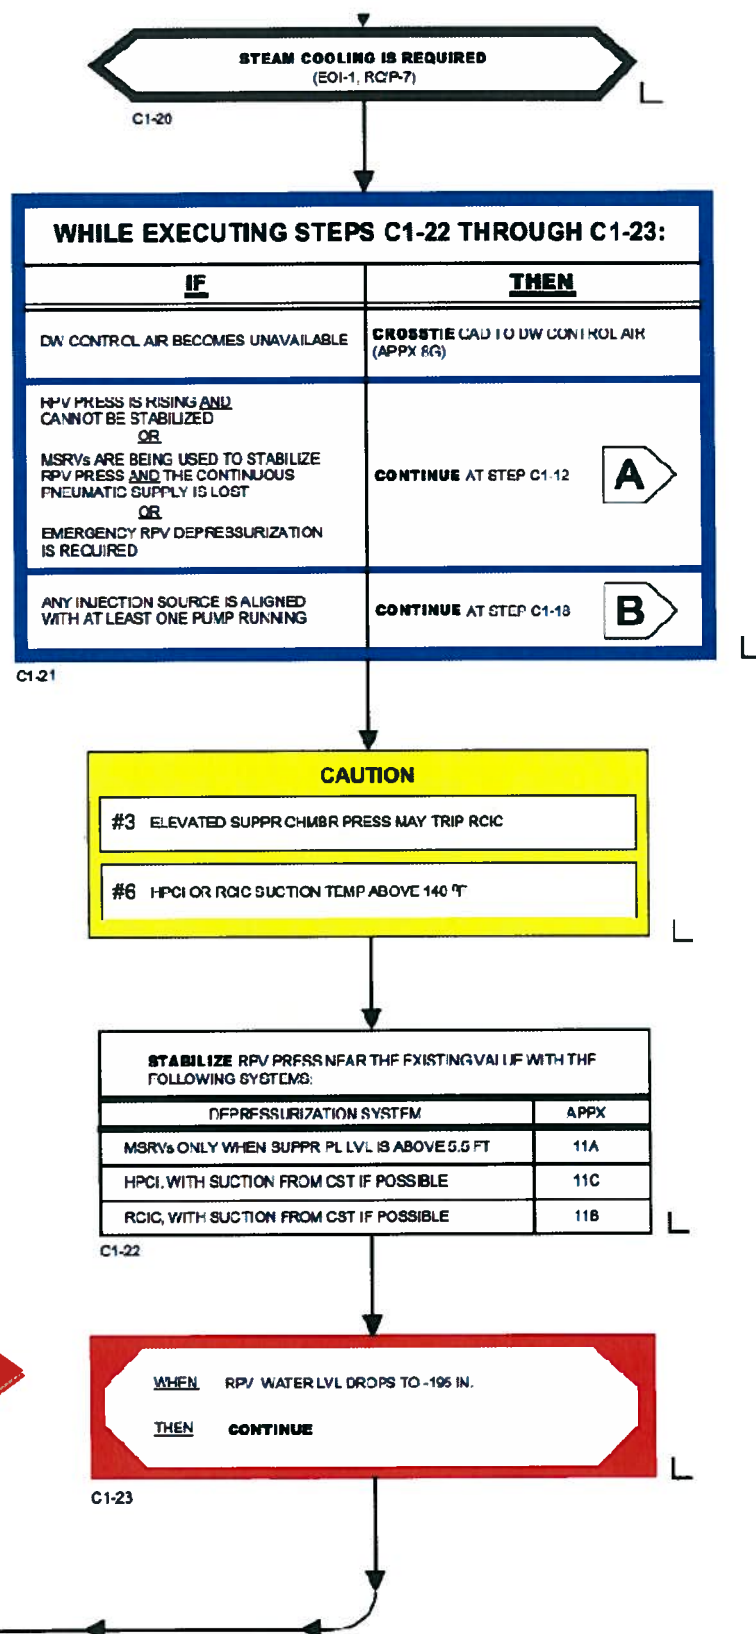 STEAM COOLING IS REQUIRED
(EOI-1, RC/P-7)
C1-20
WHILE EXECUTING STEPS C1-22 THROUGH C1-23:
IF
THEN
DW CONTROL AIR BECOMES UNAVAILABLE
CROSSTIE CAD TO DW CONTROL AIR
(APPX 8G)
RPV PRESS IS RISING AND
CANNOT BE STABILIZED
OR
MSRVs ARE BEING USED TO STABILIZE
RPV PRESS AND THE CONTINUOUS
PNEUMATIC SUPPLY IS LOST
OR
EMERGENCY RPV DEPRESSURIZATION
IS REQUIRED
CONTINUE AT STEP C1-12
A
ANY INJECTION SOURCE IS ALIGNED
WITH AT LEAST ONE PUMP RUNNING
CONTINUE AT STEP C1-18
B
C1-21
CAUTION
#3 ELEVATED SUPPR CHMBR PRESS MAY TRIP RCIC
#6 HPCI OR RCIC SUCTION TEMP ABOVE 140 °F
STABILIZE RPV PRESS NEAR THE EXISTING VALUE WITH THE
FOLLOWING SYSTEMS:
DEPRESSURIZATION SYSTEM
APPX
MSRVs ONLY WHEN SUPPR PL LVL IS ABOVE 5.5 FT
11A
HPCI, WITH SUCTION FROM CST IF POSSIBLE
11C
RCIC, WITH SUCTION FROM CST IF POSSIBLE
11B
C1-22
WHEN RPV WATER LVL DROPS TO -195 IN.
THEN CONTINUE
C1-23